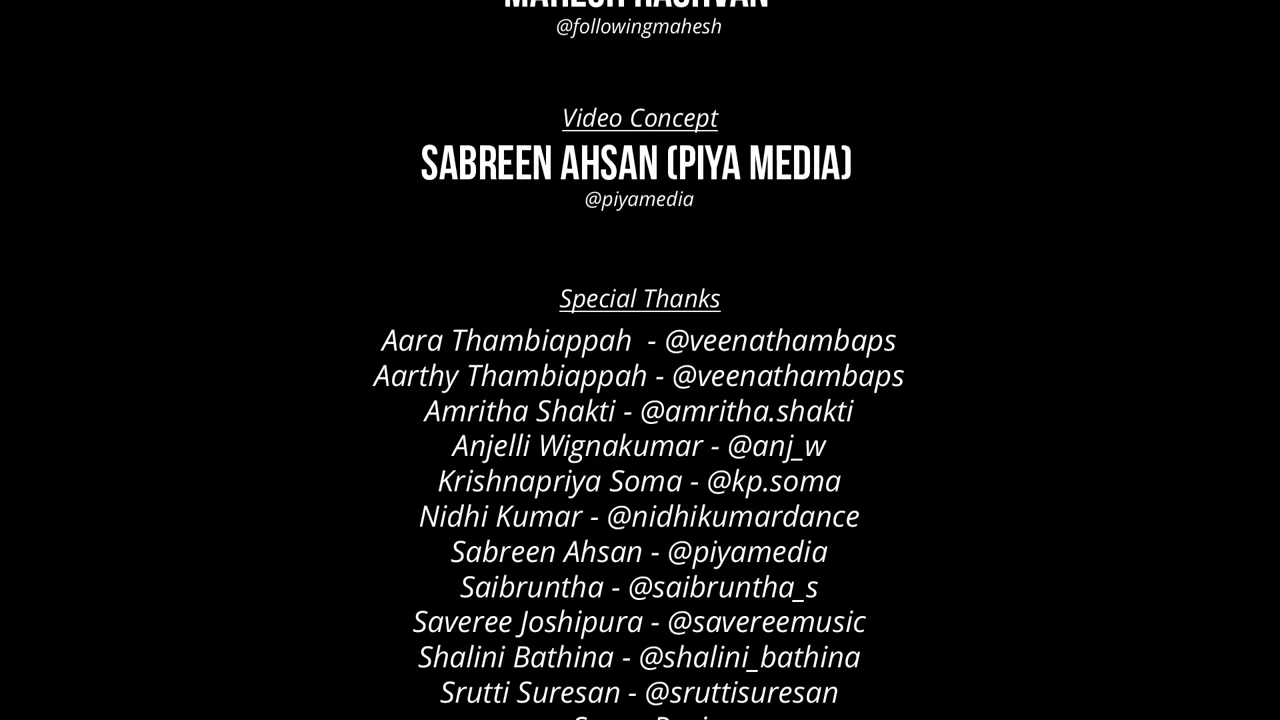 @followingmahesh
Video Concept
SABREEN AHSAN (PIYA MEDIA)
@piyamedia
Special Thanks
Aara Thambiappah - @veenathambaps
Aarthy Thambiappah - @veenathambaps
Amritha Shakti - @amritha.shakti
Anjelli Wignakumar - @anj_w
Krishnapriya Soma - @kp.soma
Nidhi Kumar - @nidhikumardance
Sabreen Ahsan - @piyamedia
Saibruntha - @saibruntha_s
Saveree Joshipura - @savereemusic
Shalini Bathina - @shalini_bathina
Srutti Suresan - @sruttisuresan